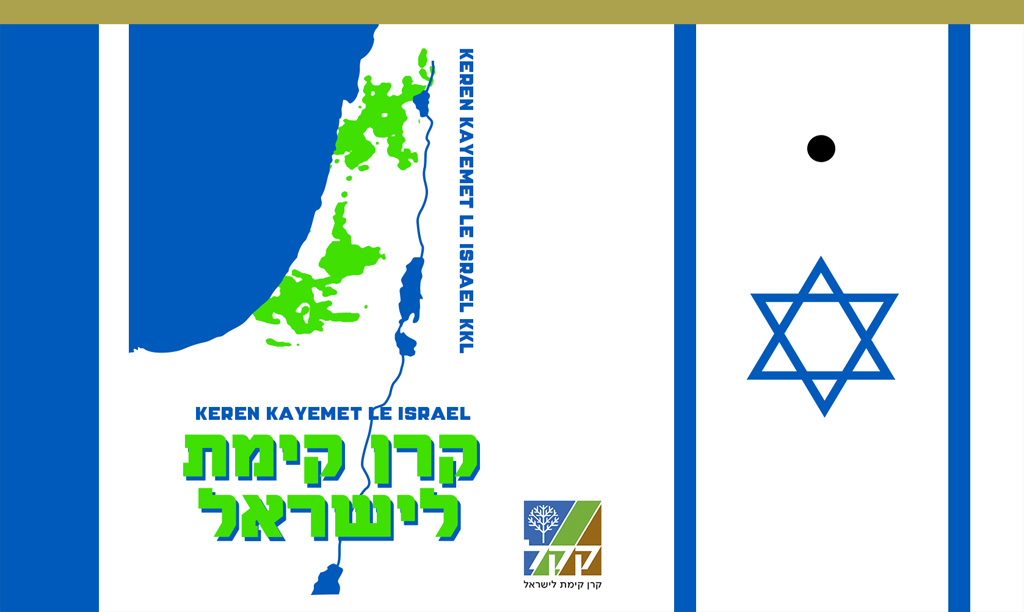 KEREN KAYEMET LE ISRAEL KKL
KEREN KAYEMET LE ISRAEL
קרן קימת
לישראל
קקל
קרן קימת לישראל